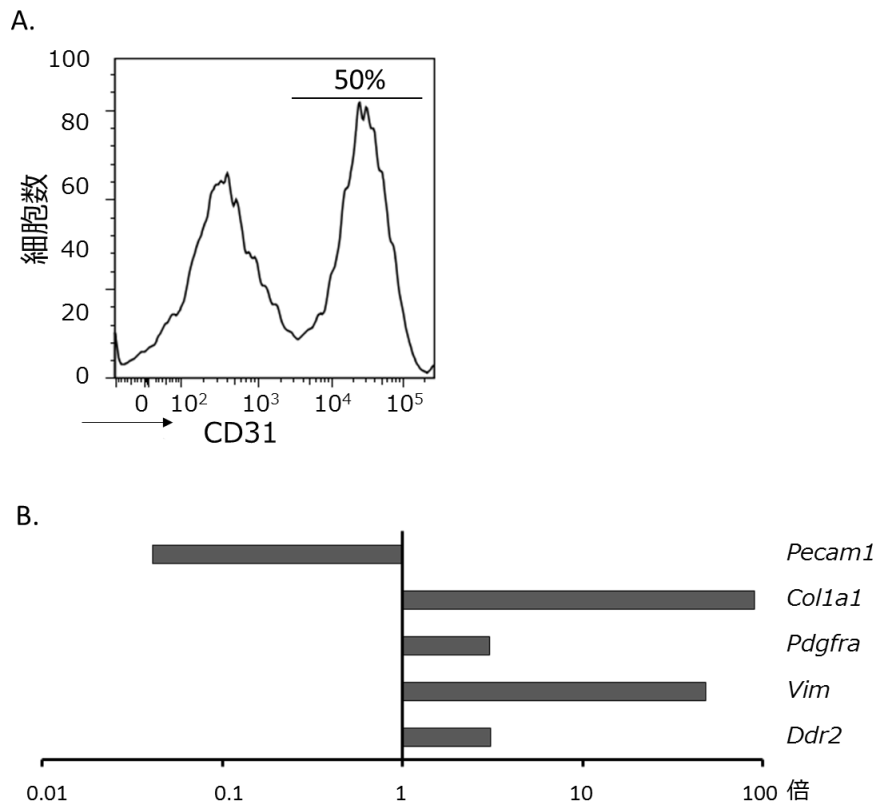 A.
50%
100
80
60
40
20
0
細胞数
0 10² 10³ 10⁴ 10⁵
CD31
B.
Pecam1
Col1a1
Pdgfra
Vim
Ddr2
0.01 0.1 1 10 100 倍